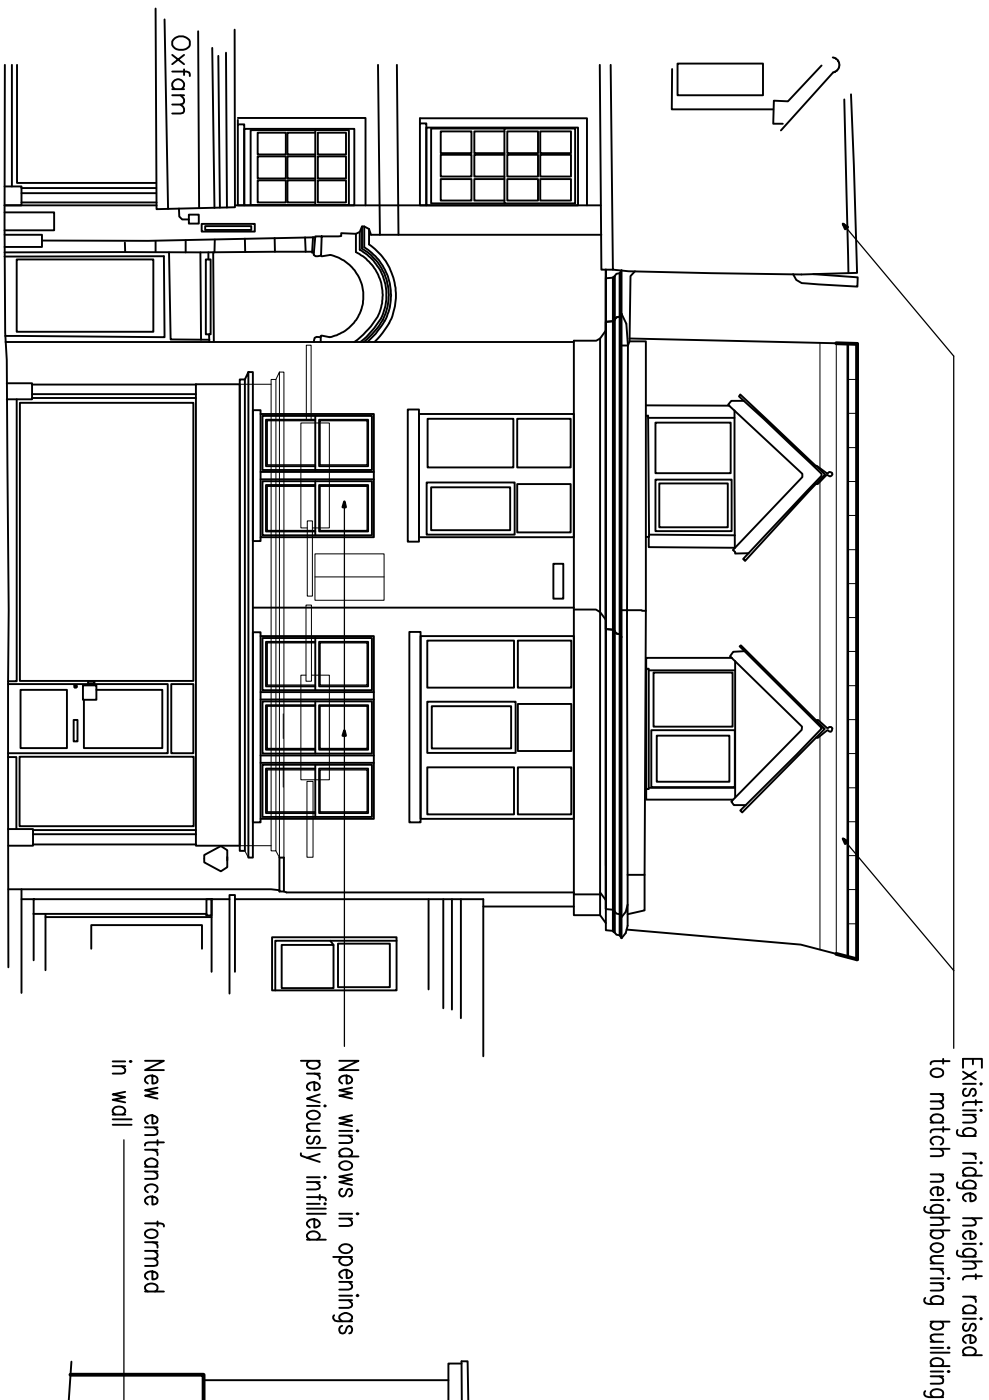 Oxfam
Existing ridge height raised
to match neighbouring building
New windows in openings
previously infilled
New entrance formed
in wall